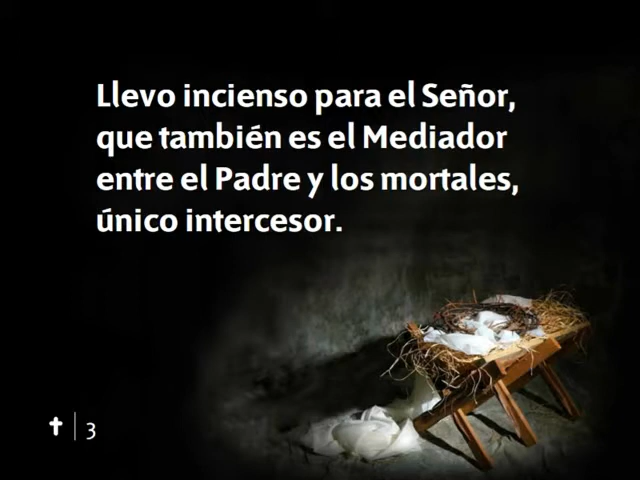 Llevo incienso para el Señor,
que también es el Mediador
entre el Padre y los mortales,
único intercesor.
3